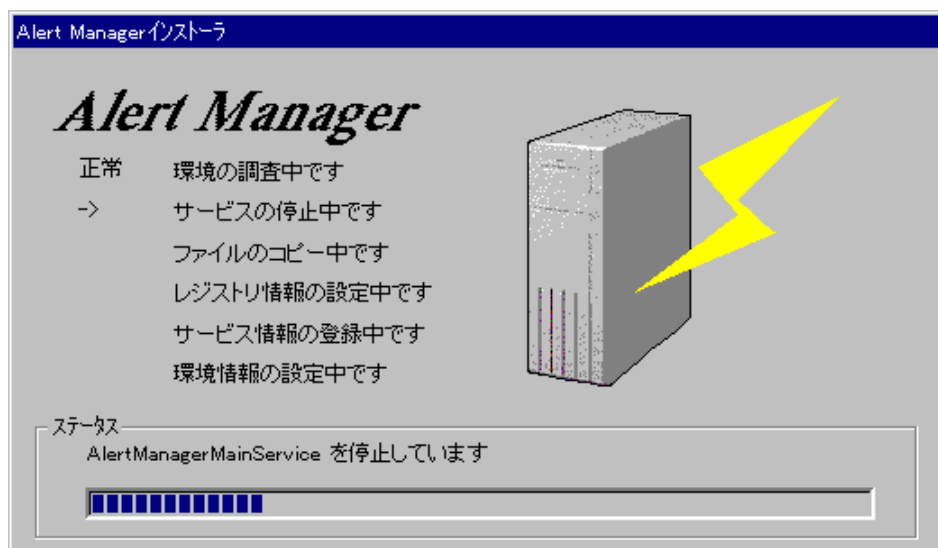 Alert Managerインストーラ
Alert Manager
正常 環境の調査中です
-> サービスの停止中です
ファイルのコピー中です
レジストリ情報の設定中です
サービス情報の登録中です
環境情報の設定中です
ステータス
AlertManagerMainService を停止しています